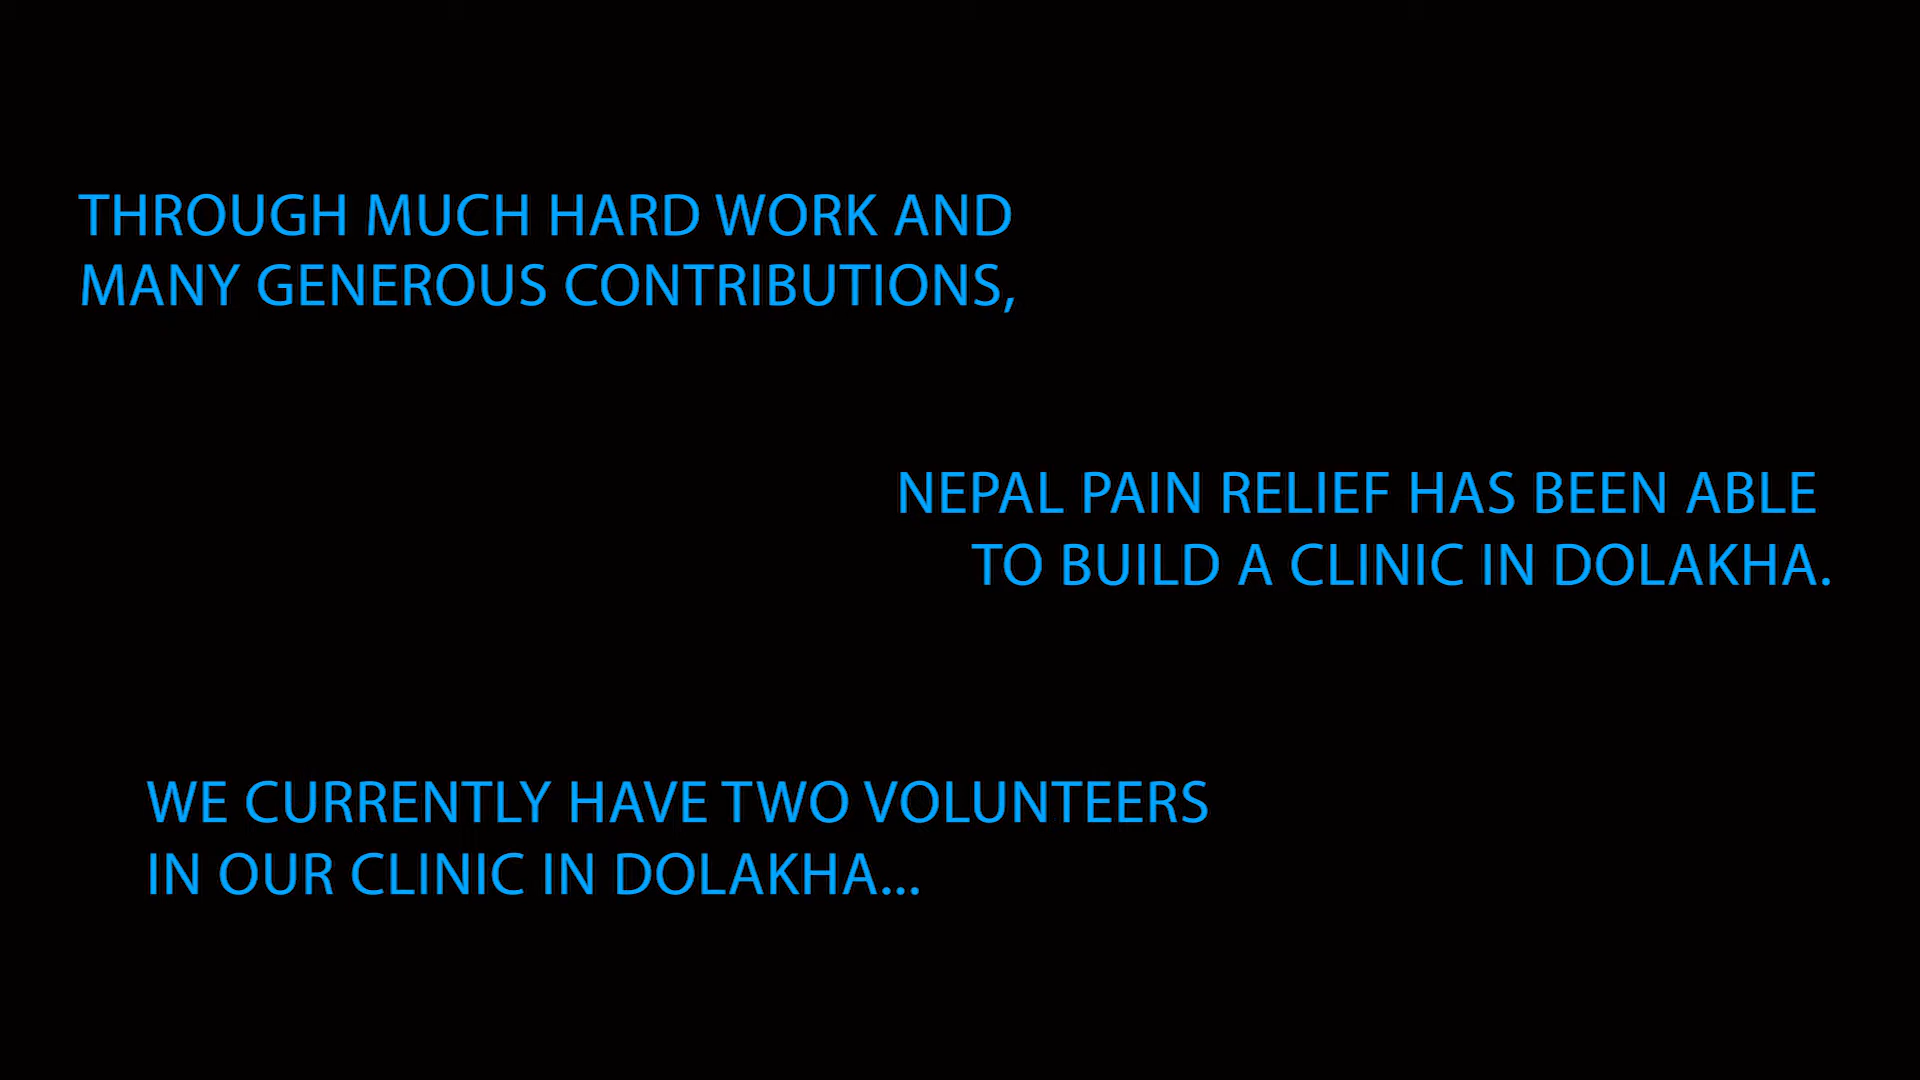 THROUGH MUCH HARD WORK AND
MANY GENEROUS CONTRIBUTIONS,
NEPAL PAIN RELIEF HAS BEEN ABLE
TO BUILD A CLINIC IN DOLAKHA.
WE CURRENTLY HAVE TWO VOLUNTEERS
IN OUR CLINIC IN DOLAKHA...